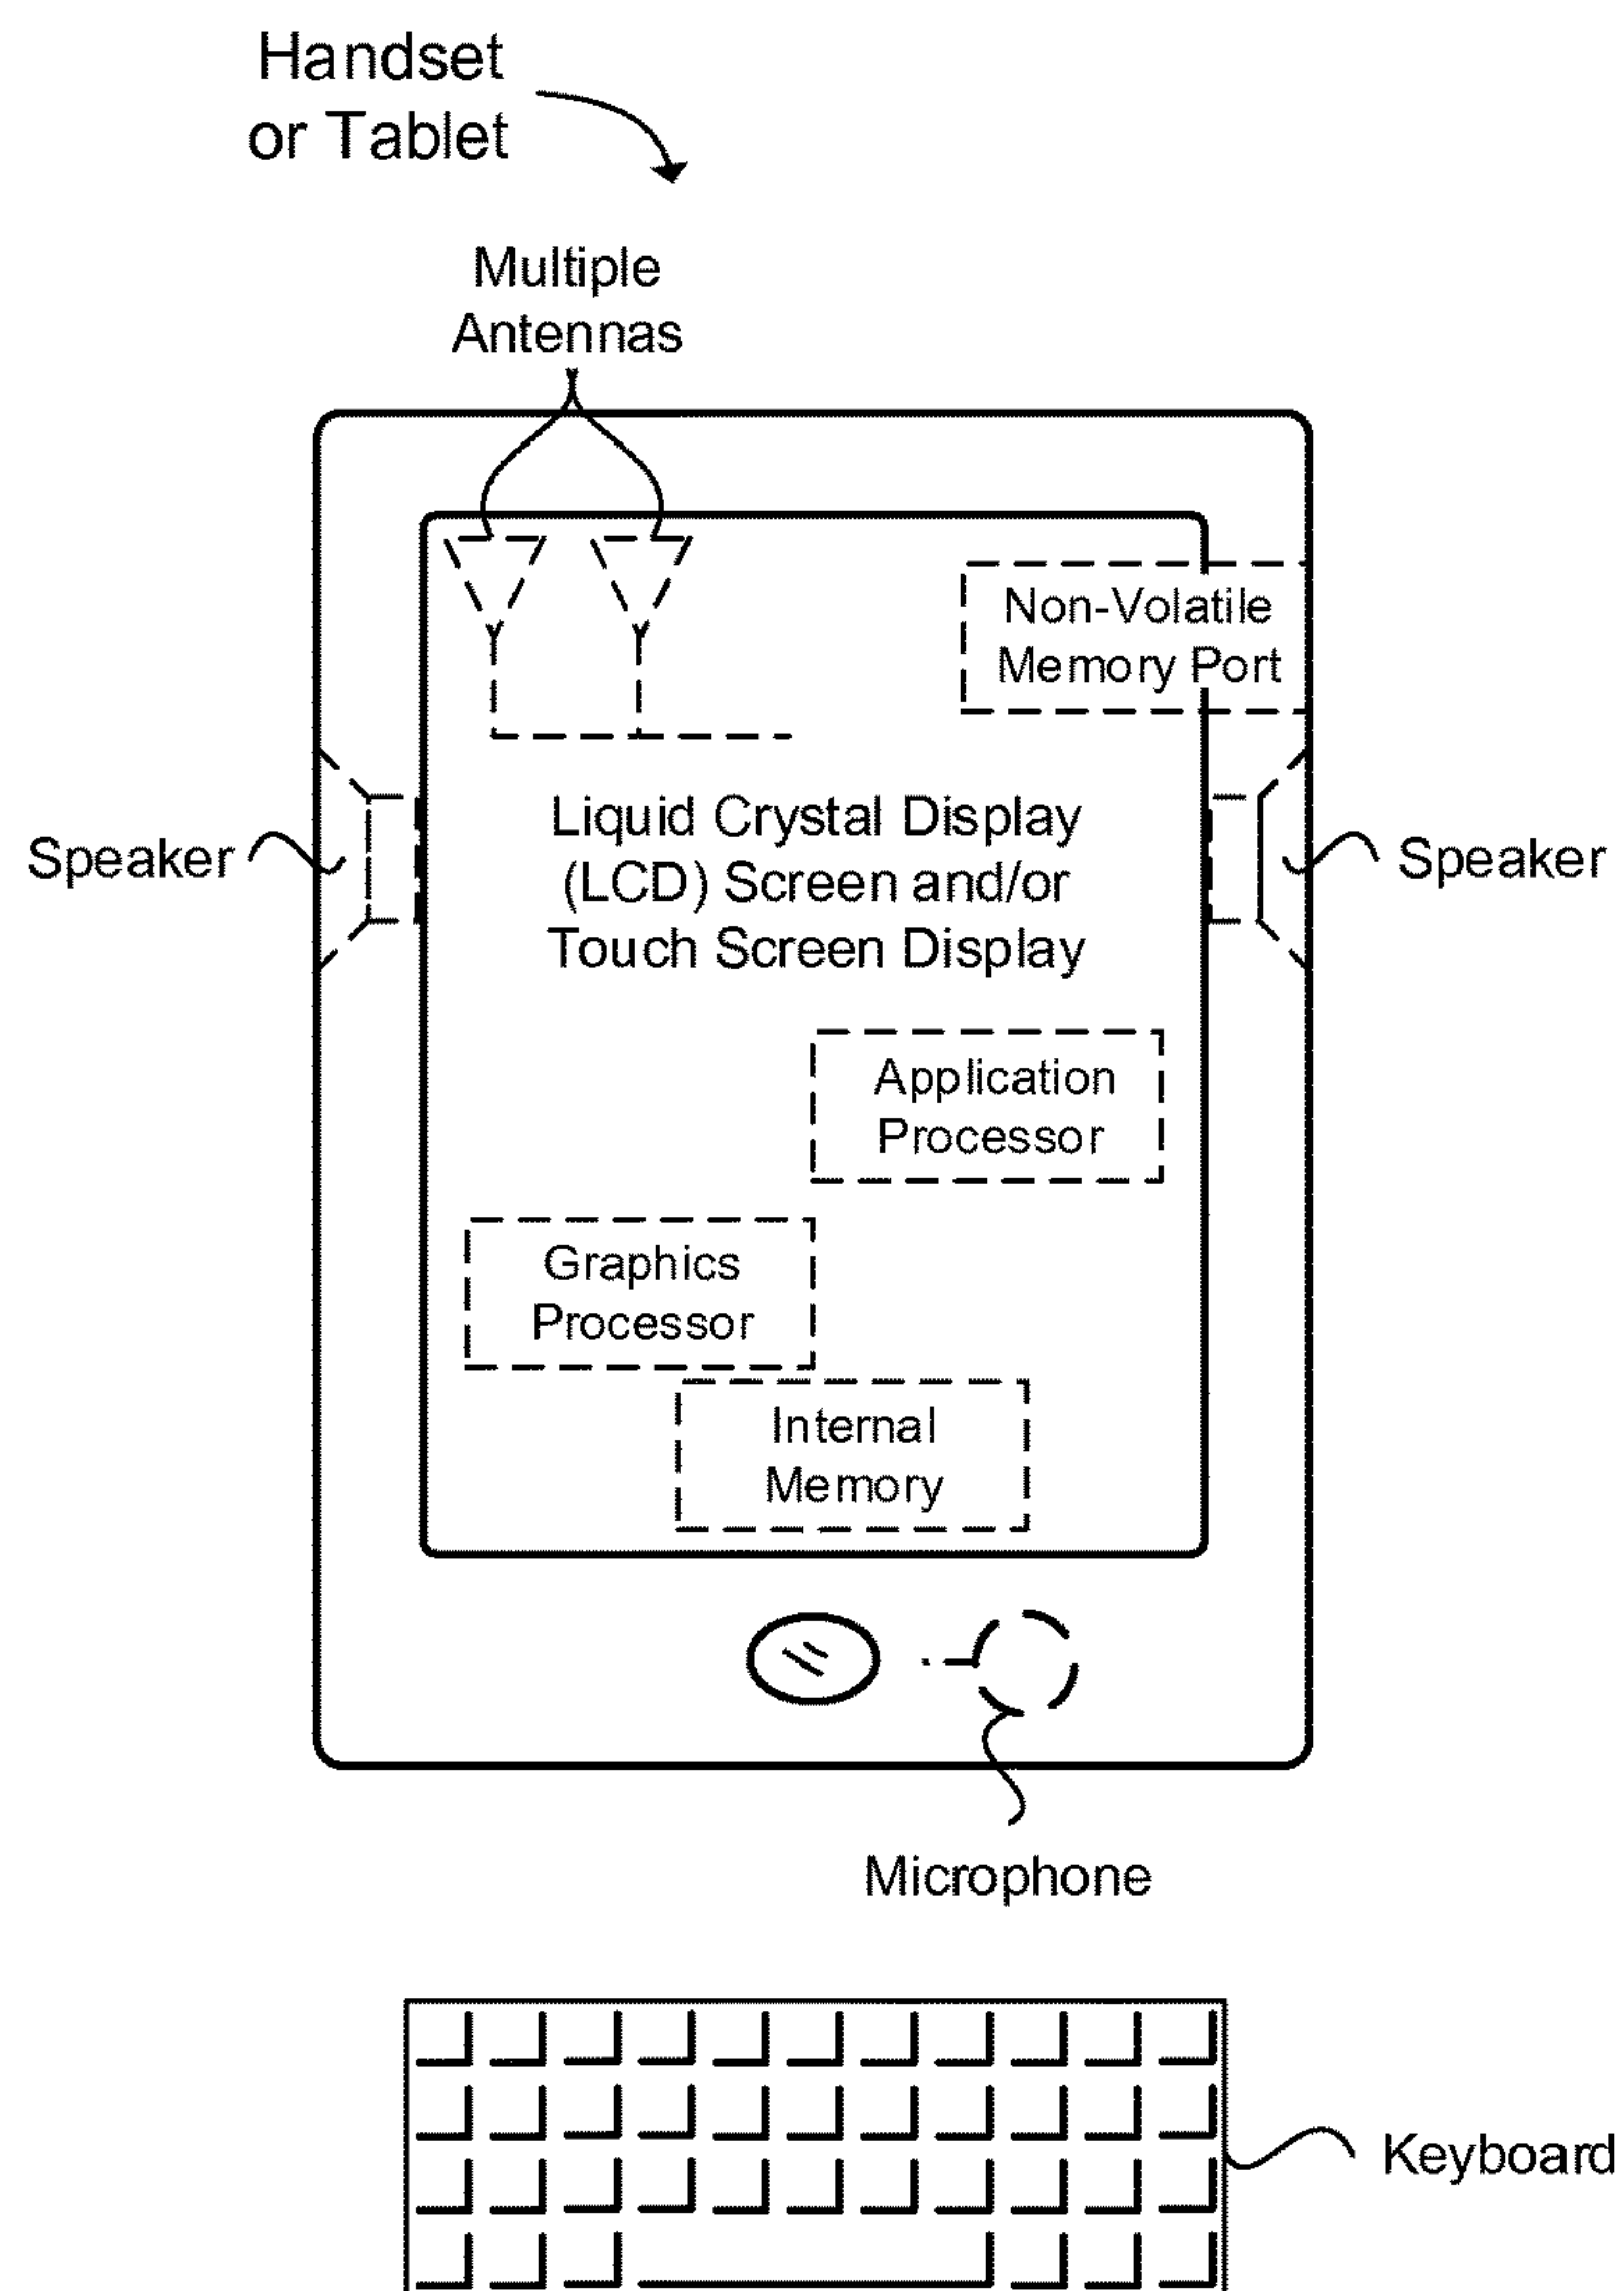 Handset
or Tablet
Multiple
Antennas
Non-Volatile
Memory Port
Speaker
Liquid Crystal Display
(LCD) Screen and/or
Touch Screen Display
Speaker
Application
Processor
Graphics
Processor
Internal
Memory
Microphone
Keyboard